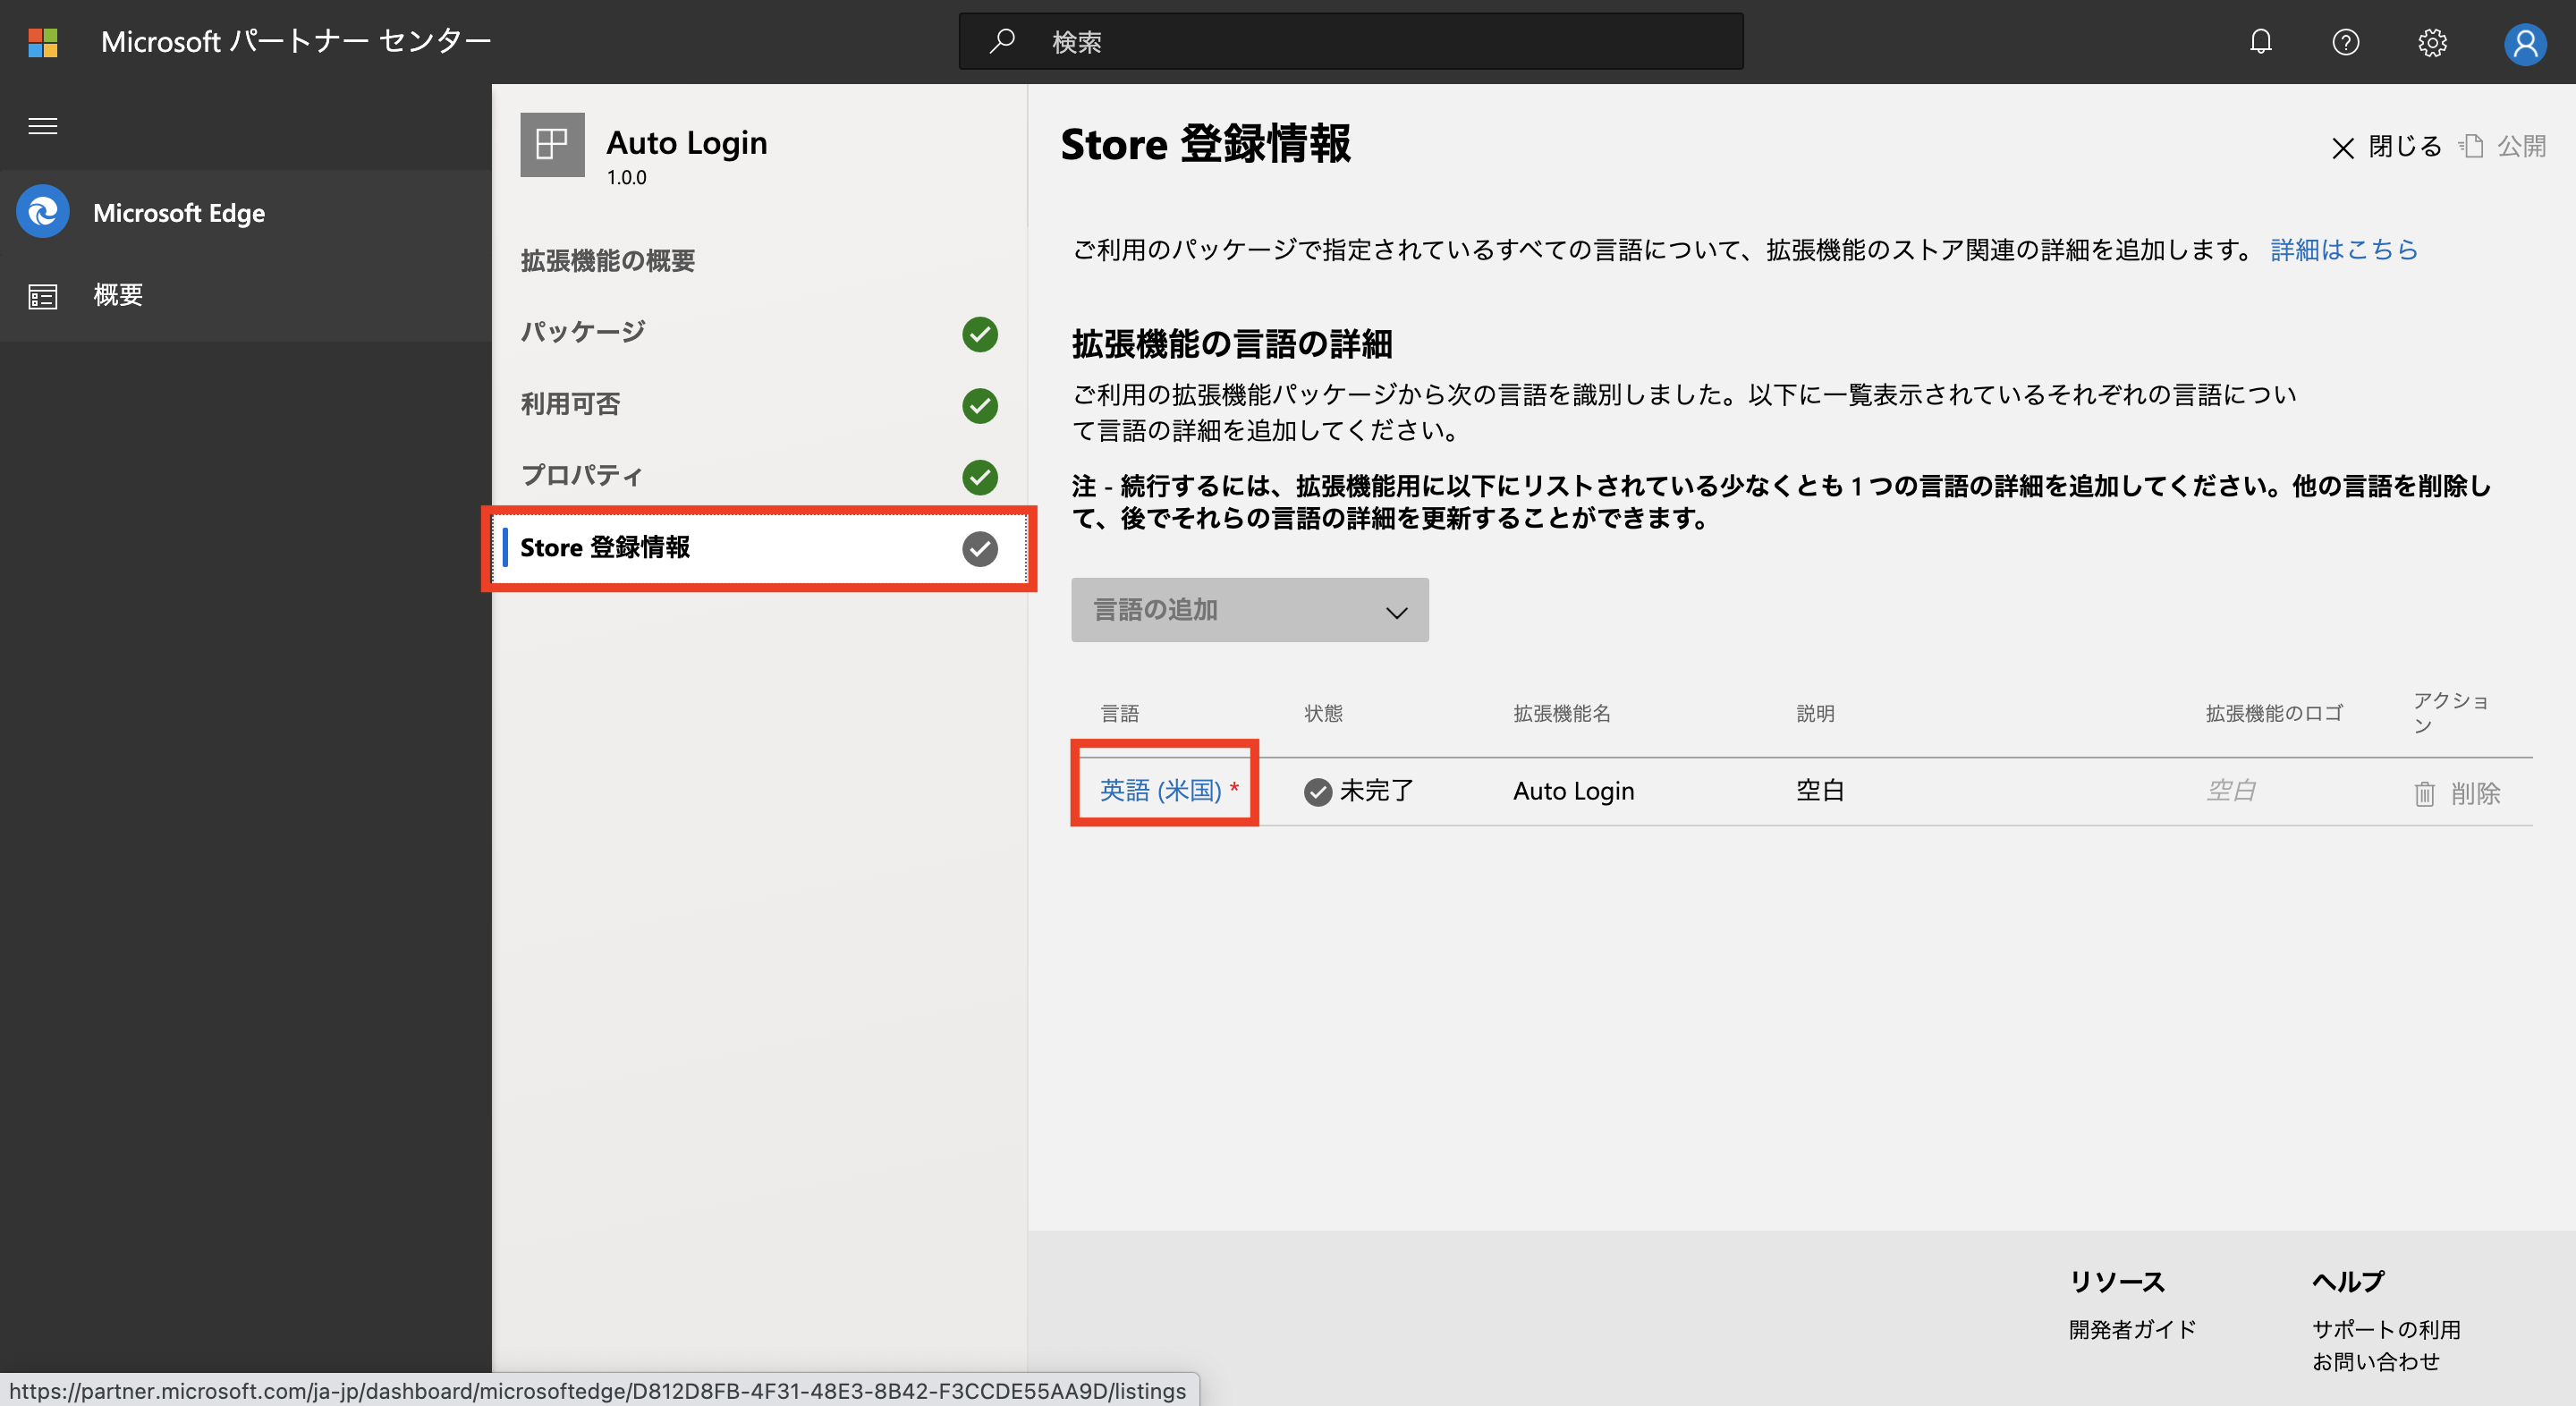 Microsoft パートナー センター
検索
Microsoft Edge
概要
Auto Login
1.0.0
拡張機能の概要
パッケージ
利用可否
プロパティ
Store 登録情報
Store 登録情報
閉じる
公開
ご利用のパッケージで指定されているすべての言語について、拡張機能のストア関連の詳細を追加します。 詳細はこちら
拡張機能の言語の詳細
ご利用の拡張機能パッケージから次の言語を識別しました。以下に一覧表示されているそれぞれの言語につい
て言語の詳細を追加してください。
注 - 続行するには、拡張機能用に以下にリストされている少なくとも 1 つの言語の詳細を追加してください。他の言語を削除し
て、後でそれらの言語の詳細を更新することができます。
言語の追加
言語 状態 拡張機能名 説明 拡張機能のロゴ アクショ
ン
英語 (米国) * 未完了 Auto Login 空白 空白 削除
リソース
開発者ガイド
ヘルプ
サポートの利用
お問い合わせ
https://partner.microsoft.com/ja-jp/dashboard/microsoftedge/D812D8FB-4F31-48E3-8B42-F3CCDE55AA9D/listings